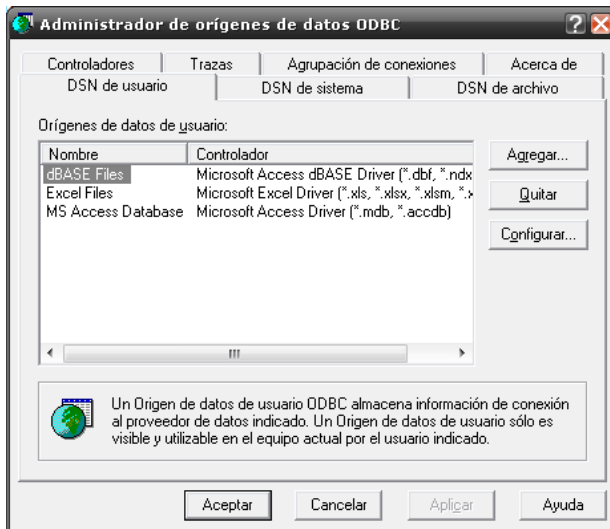 Administrador de orígenes de datos ODBC
Controladores Trazas Agrupación de conexiones Acerca de
DSN de usuario DSN de sistema DSN de archivo
Orígenes de datos de usuario:
Nombre Controlador
dBASE Files Microsoft Access dBASE Driver (*.dbf, *.ndx
Excel Files Microsoft Excel Driver (*.xls, *.xlsx, *.xlsm, *.x
MS Access Database Microsoft Access Driver (*.mdb, *.accdb)
Agregar...
Quitar
Configurar...
Un Origen de datos de usuario ODBC almacena información de conexión
al proveedor de datos indicado. Un Origen de datos de usuario sólo es
visible y utilizable en el equipo actual por el usuario indicado.
Aceptar Cancelar Aplicar Ayuda